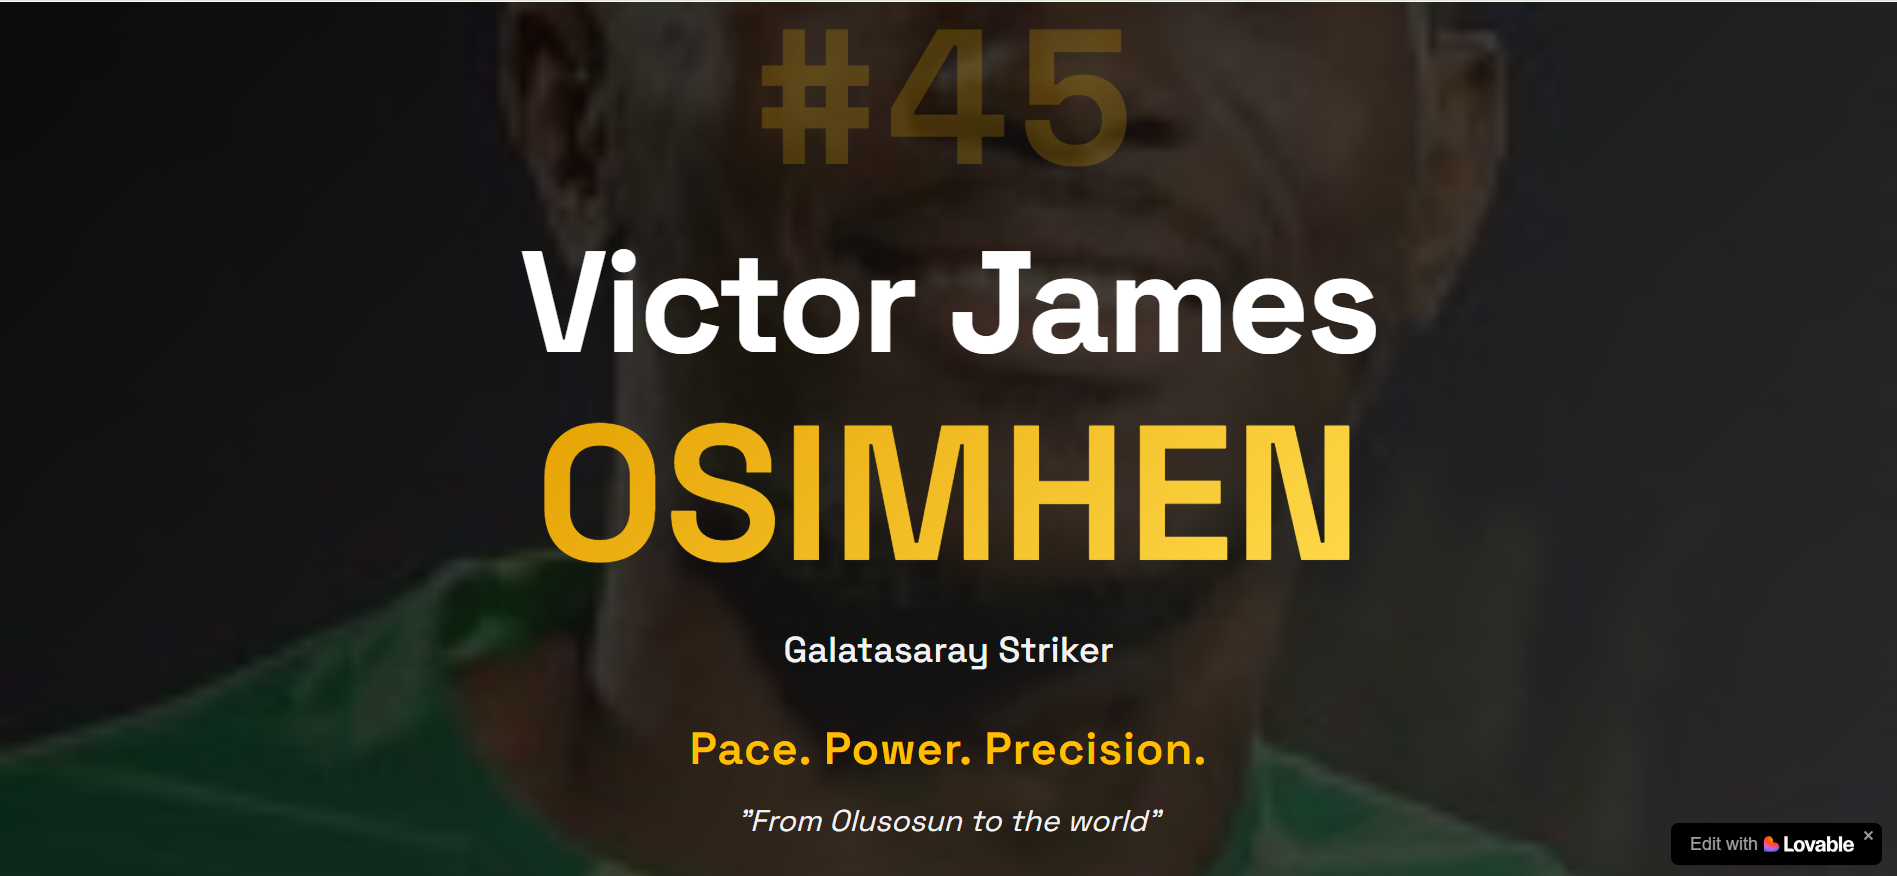 #45
Victor James
OSIMHEN
Galatasaray Striker
Pace. Power. Precision.
"From Olusosun to the world"
Edit with Lovable ×